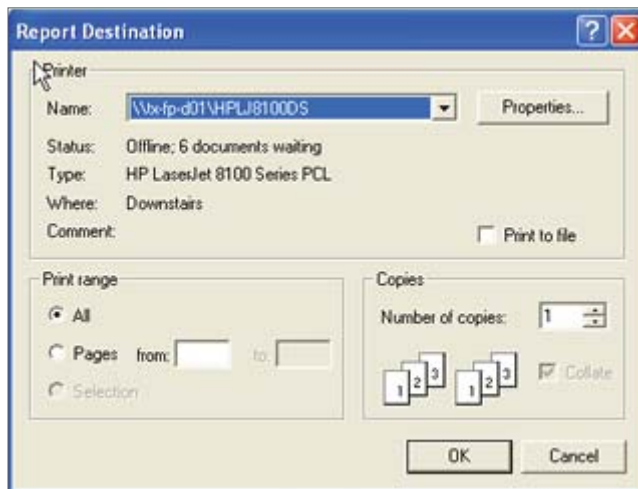 Report Destination
Printer
Name: \\tx-fp-d01\HPLJ8100DS Properties...
Status: Offline; 6 documents waiting
Type: HP LaserJet 8100 Series PCL
Where: Downstairs
Comment: Print to file
Print range
All
Pages from: to:
Selection
Copies
Number of copies: 1
1 2 3 1 2 3 Collate
OK Cancel